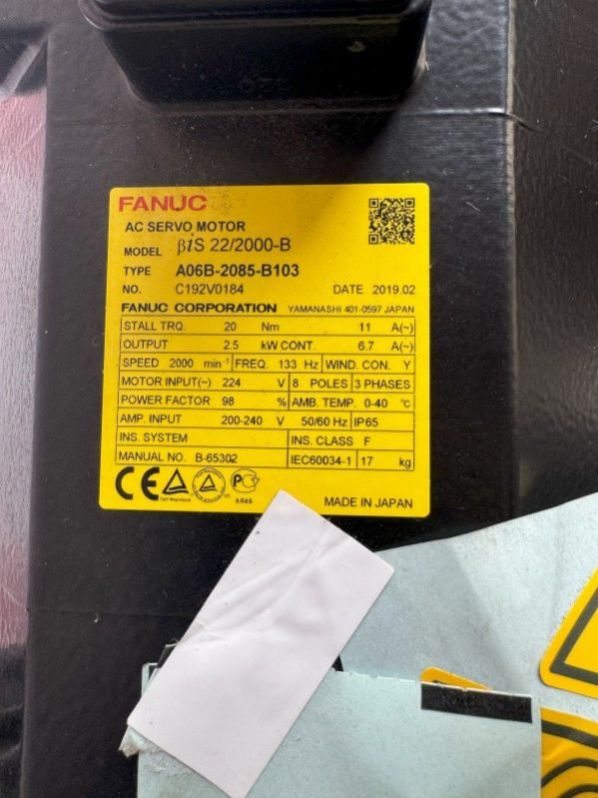 FANUC
AC SERVO MOTOR
MODEL βiS 22/2000-B
TYPE A06B-2085-B103
NO. C192V0184 DATE 2019.02
FANUC CORPORATION YAMANASHI 401-0597 JAPAN
STALL TRQ. 20 Nm 11 A(~)
OUTPUT 2.5 kW CONT. 6.7 A(~)
SPEED 2000 min⁻¹ FREQ. 133 Hz WIND. CON. Y
MOTOR INPUT(~) 224 V 8 POLES 3 PHASES
POWER FACTOR 98 % AMB. TEMP. 0-40 °C
AMP. INPUT 200-240 V 50/60 Hz IP65
INS. SYSTEM INS. CLASS F
MANUAL NO. B-65302 IEC60034-1 17 kg
CE
MADE IN JAPAN